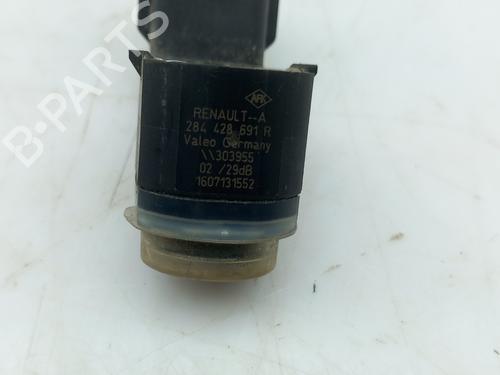 B-PARTS
RENAULT--A
284 428 691 R
Valeo Germany
\\303955
02 /29dB
1607131552